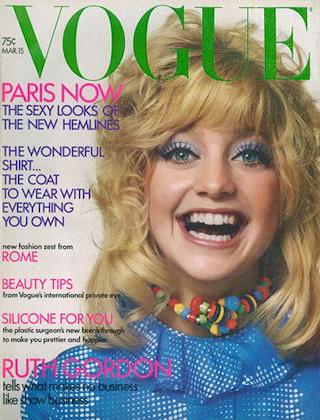 VOGUE
75¢
MAR.15
PARIS NOW
THE SEXY LOOKS OF
THE NEW HEMLINES
THE WONDERFUL
SHIRT...
THE COAT
TO WEAR WITH
EVERYTHING
YOU OWN
new fashion zest from
ROME
BEAUTY TIPS
from Vogue's international private eye
SILICONE FOR YOU
the plastic surgeon's new breakthrough
to make you prettier and happier
RUTH GORDON
tells what makes no business
like show business